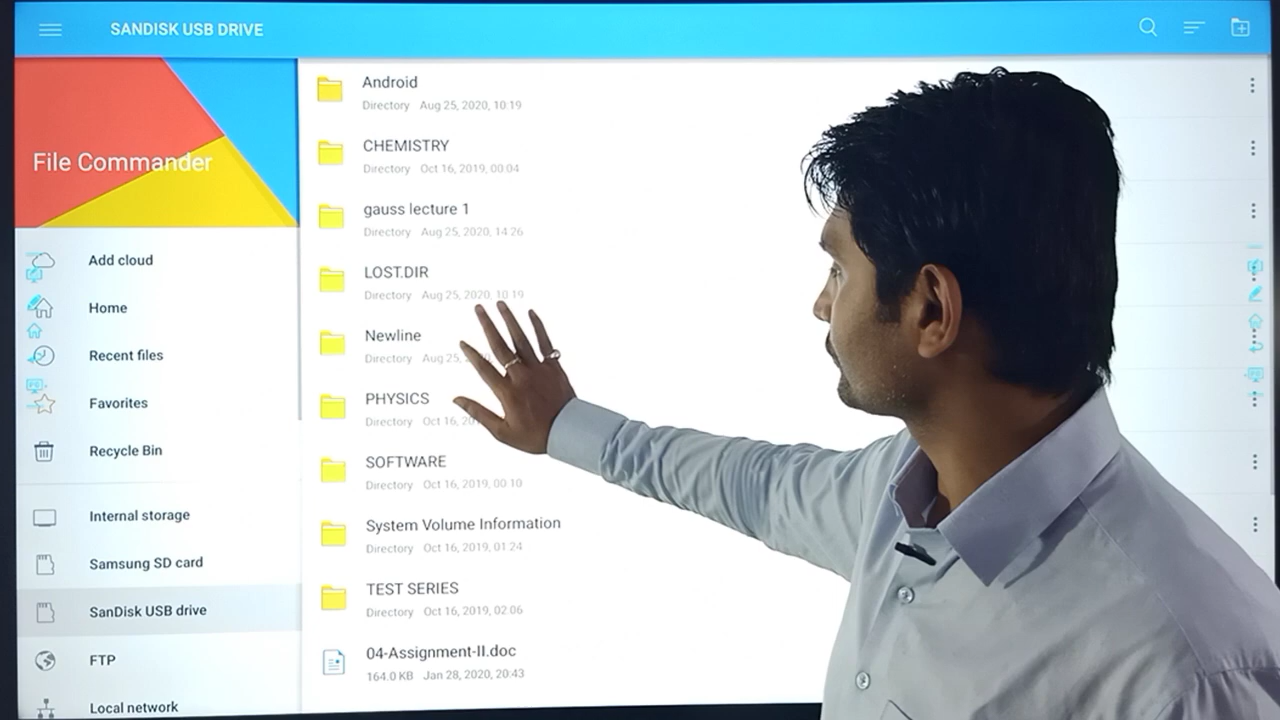 SANDISK USB DRIVE
File Commander
Add cloud
Home
Recent files
Favorites
Recycle Bin
Internal storage
Samsung SD card
SanDisk USB drive
FTP
Local network
Android
Directory Aug 25, 2020, 10:19
CHEMISTRY
Directory Oct 16, 2019, 00:04
gauss lecture 1
Directory Aug 25, 2020, 14:26
LOST.DIR
Directory Aug 25, 2020, 10:19
Newline
Directory Aug 25,
PHYSICS
Directory Oct 16,
SOFTWARE
Directory Oct 16, 2019, 00:10
System Volume Information
Directory Oct 16, 2019, 01:24
TEST SERIES
Directory Oct 16, 2019, 02:06
04-Assignment-II.doc
164.0 KB Jan 28, 2020, 20:43